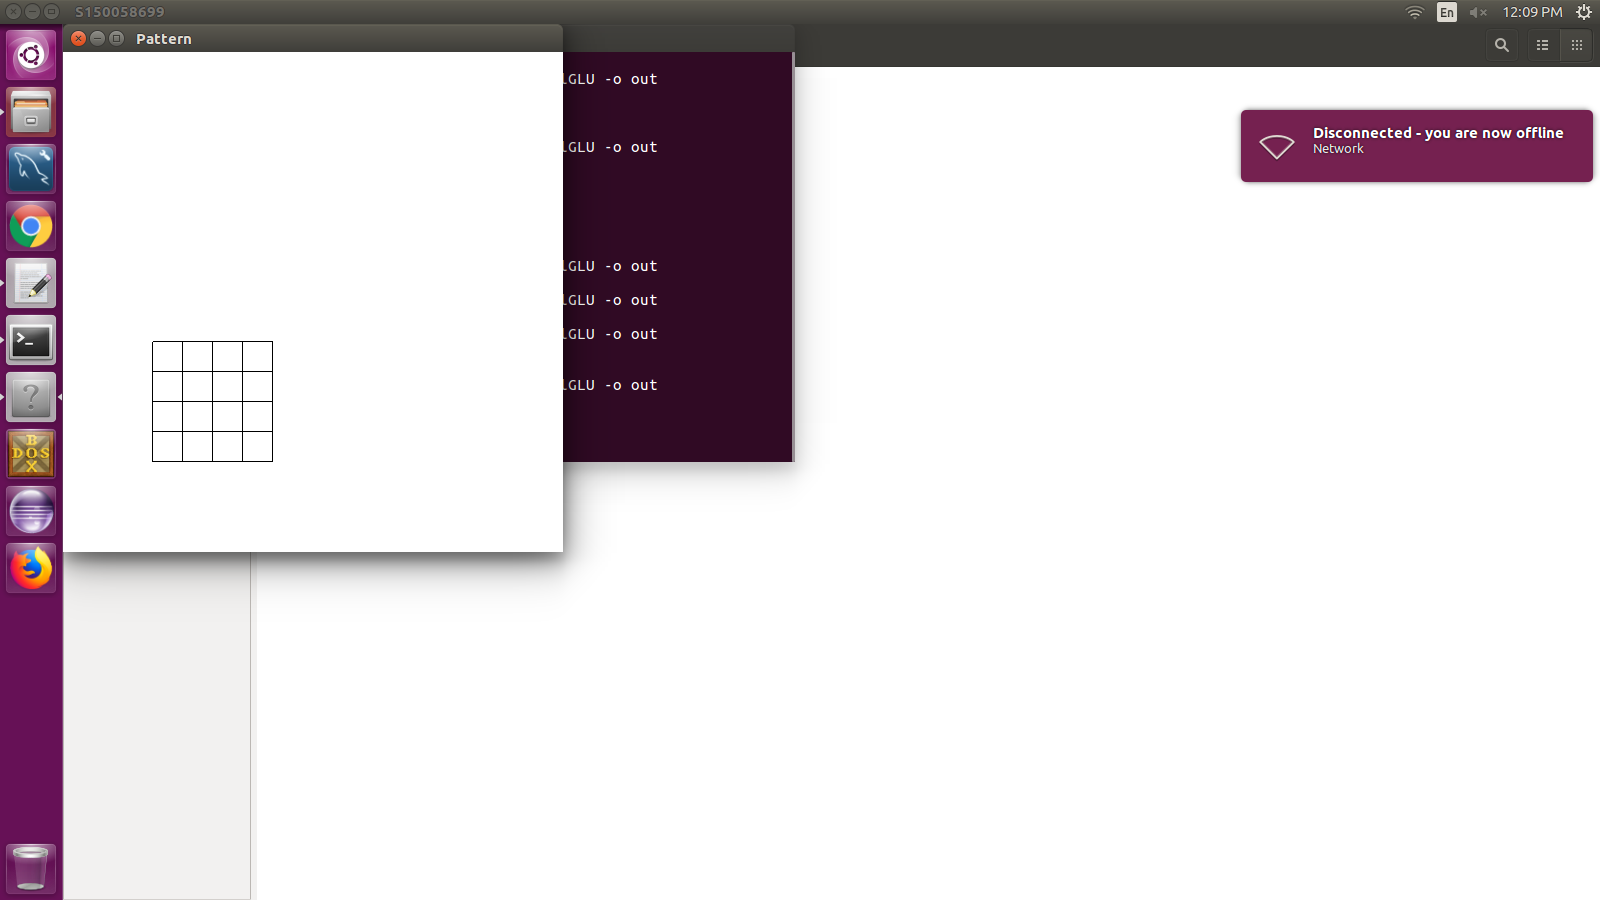 S150058699
En
12:09 PM
Pattern
lGLU -o out
lGLU -o out
lGLU -o out
lGLU -o out
lGLU -o out
lGLU -o out
Disconnected - you are now offline
Network
B
DOS
X